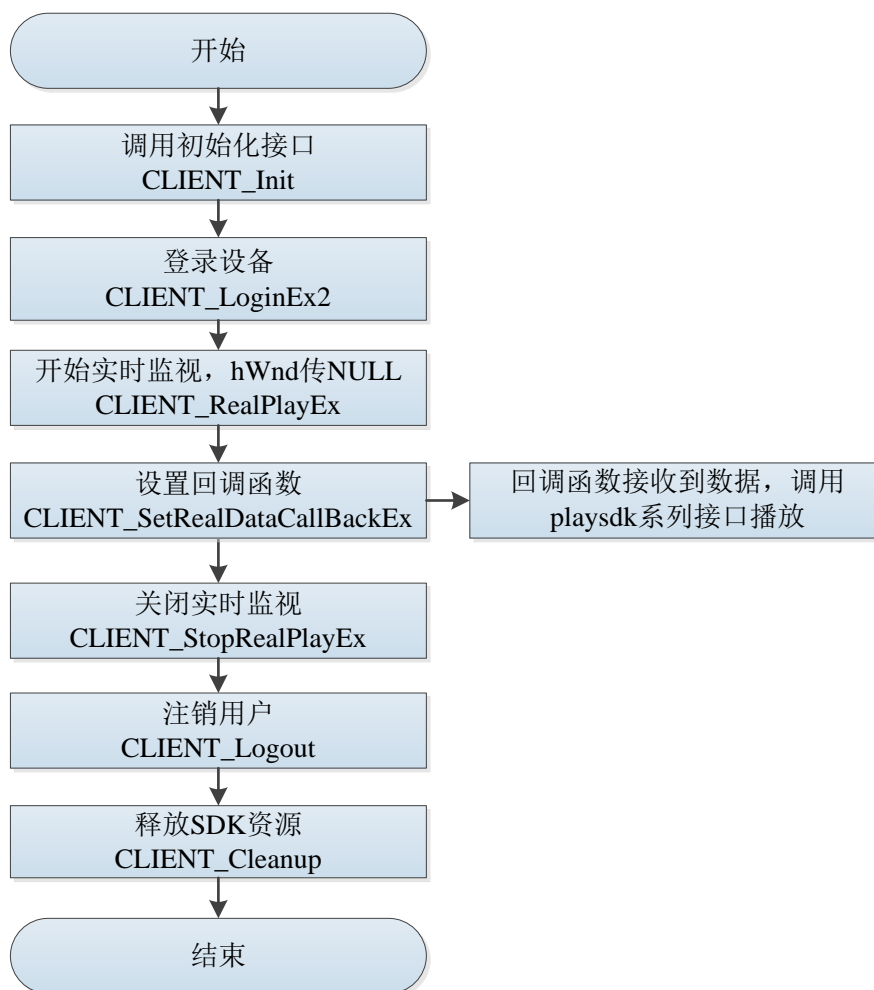 开始
调用初始化接口
CLIENT_Init
登录设备
CLIENT_LoginEx2
开始实时监视，hWnd传NULL
CLIENT_RealPlayEx
设置回调函数
CLIENT_SetRealDataCallBackEx
回调函数接收到数据，调用
playsdk系列接口播放
关闭实时监视
CLIENT_StopRealPlayEx
注销用户
CLIENT_Logout
释放SDK资源
CLIENT_Cleanup
结束